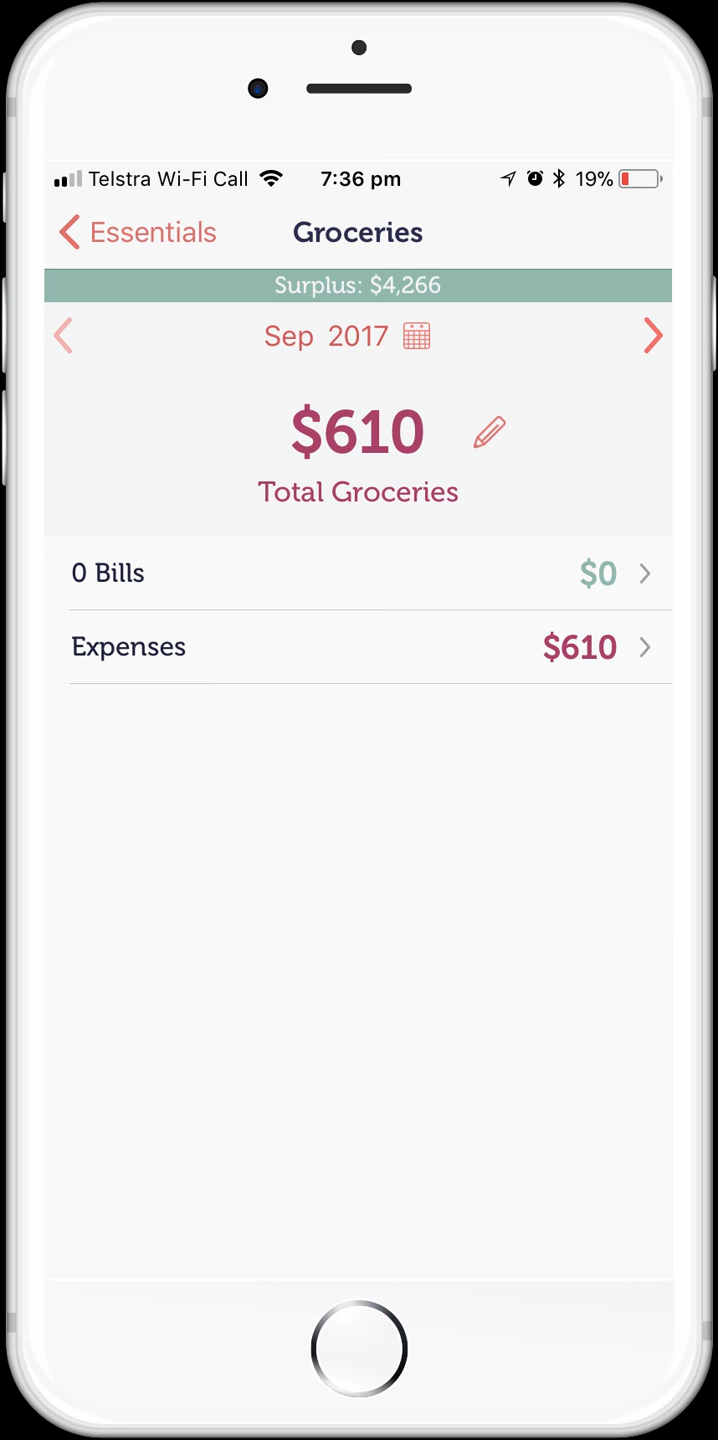 Telstra Wi-Fi Call 7:36 pm 19%
Essentials Groceries
Surplus: $4,266
Sep 2017
$610
Total Groceries
0 Bills $0
Expenses $610